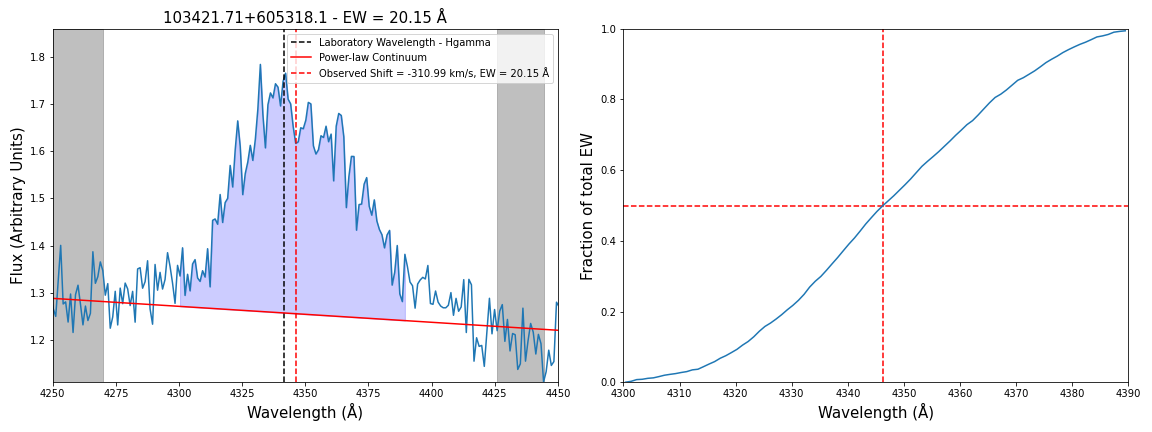 103421.71+605318.1 - EW = 20.15 Å
Laboratory Wavelength - Hgamma
Power-law Continuum
Observed Shift = -310.99 km/s, EW = 20.15 Å
Flux (Arbitrary Units)
1.8
1.7
1.6
1.5
1.4
1.3
1.2
4250 4275 4300 4325 4350 4375 4400 4425 4450
Wavelength (Å)
Fraction of total EW
1.0
0.8
0.6
0.4
0.2
0.0
4300 4310 4320 4330 4340 4350 4360 4370 4380 4390
Wavelength (Å)